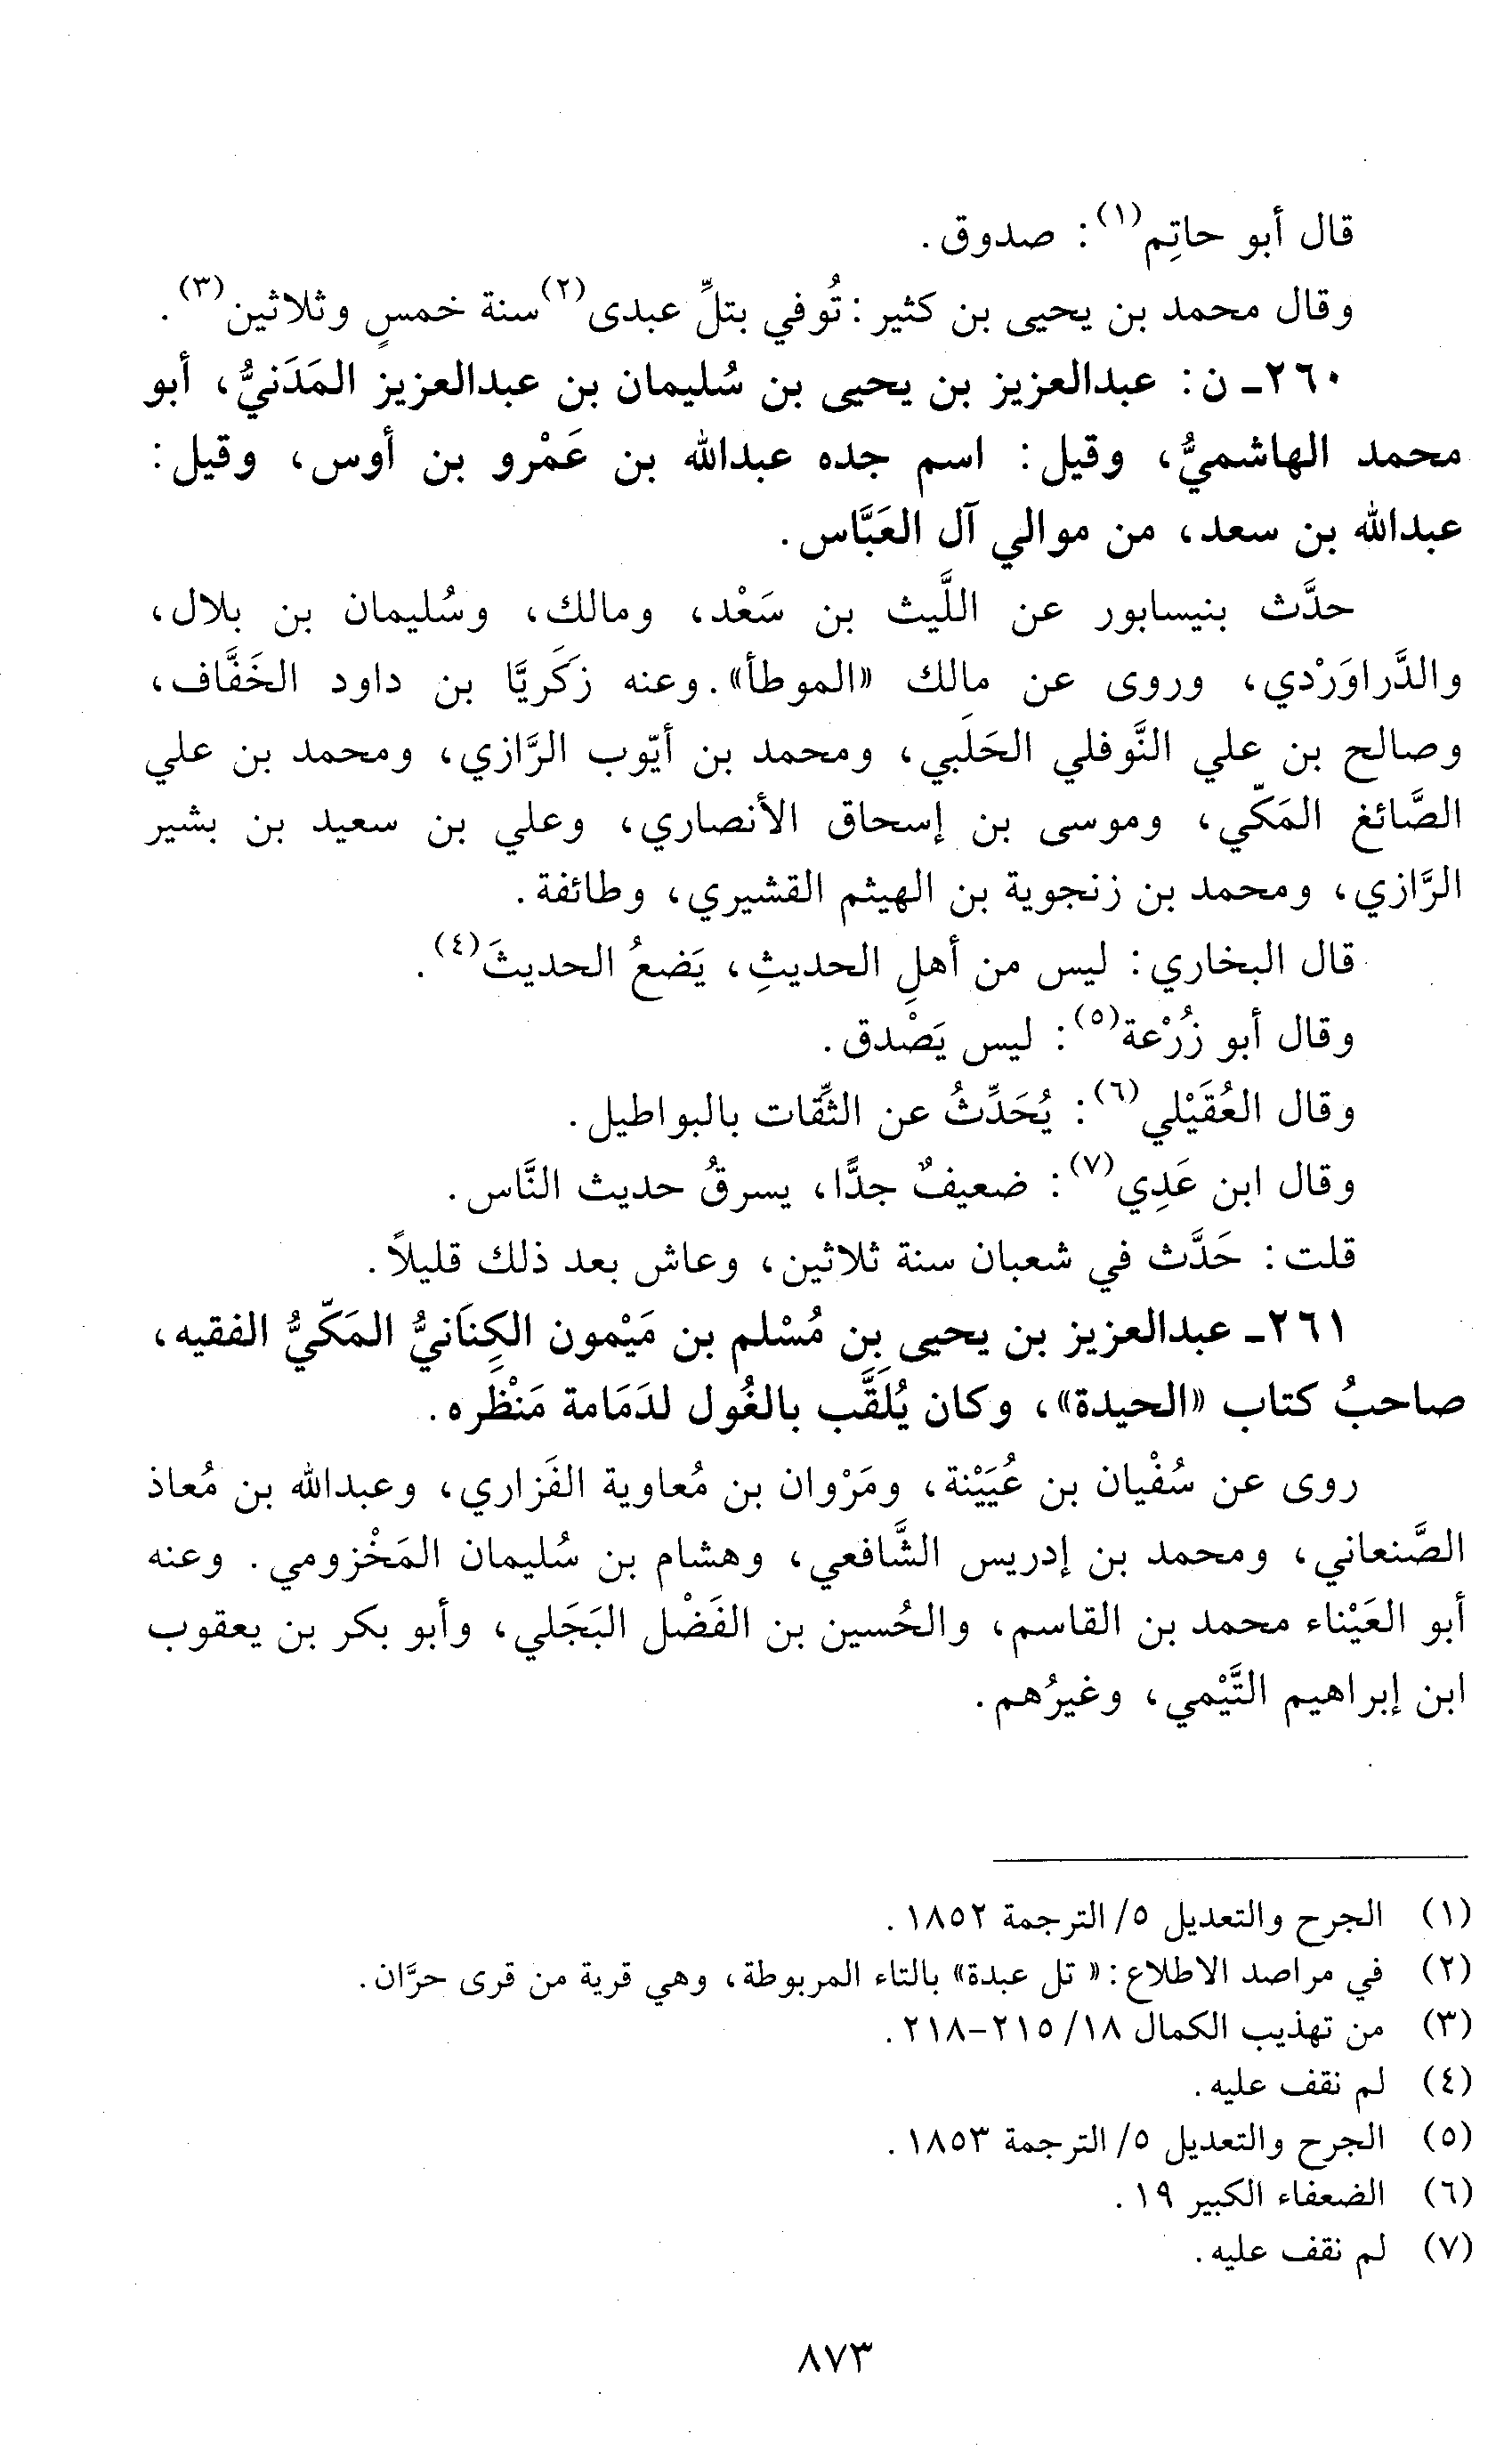 قال أبو حاتِم(١): صدوق.
وقال محمد بن يحيى بن كثير: تُوفي بتلِّ عبدى(٢) سنة خمسٍ وثلاثين(٣).
٢٦٠ـ ن: عبدالعزيز بن يحيى بن سُليمان بن عبدالعزيز المَدَنيُّ، أبو
محمد الهاشميُّ، وقيل: اسم جده عبدالله بن عَمْرو بن أوس، وقيل:
عبدالله بن سعد، من موالي آل العَبَّاس.
حدَّث بنيسابور عن اللَّيث بن سَعْد، ومالك، وسُليمان بن بلال،
والدَّراوَرْدي، وروى عن مالك «الموطأ». وعنه زَكَريَّا بن داود الخَفَّاف،
وصالح بن علي النَّوفلي الحَلَبي، ومحمد بن أيّوب الرَّازي، ومحمد بن علي
الصَّائغ المَكّي، وموسى بن إسحاق الأنصاري، وعلي بن سعيد بن بشير
الرَّازي، ومحمد بن زنجوية بن الهيثم القشيري، وطائفة.
قال البخاري: ليس من أهلِ الحديثِ، يَضعُ الحديثَ(٤).
وقال أبو زُرْعة(٥): ليس يَصْدق.
وقال العُقَيْلي(٦): يُحَدِّثُ عن الثِّقات بالبواطيل.
وقال ابن عَدِي(٧): ضعيفٌ جدًّا، يسرقُ حديث النَّاس.
قلت: حَدَّث في شعبان سنة ثلاثين، وعاش بعد ذلك قليلاً.
٢٦١ـ عبدالعزيز بن يحيى بن مُسْلم بن مَيْمون الكِنَانيُّ المَكّيُّ الفقيه،
صاحبُ كتاب «الحيدة»، وكان يُلَقَّب بالغُول لدَمَامة مَنْظَره.
روى عن سُفْيان بن عُيَيْنة، ومَرْوان بن مُعاوية الفَزاري، وعبدالله بن مُعاذ
الصَّنعاني، ومحمد بن إدريس الشَّافعي، وهشام بن سُليمان المَخْزومي. وعنه
أبو العَيْناء محمد بن القاسم، والحُسين بن الفَضْل البَجَلي، وأبو بكر بن يعقوب
ابن إبراهيم التَّيْمي، وغيرُهم.
(١) الجرح والتعديل ٥/ الترجمة ١٨٥٢.
(٢) في مراصد الاطلاع: «تل عبدة» بالتاء المربوطة، وهي قرية من قرى حرَّان.
(٣) من تهذيب الكمال ١٨/ ٢١٥-٢١٨.
(٤) لم نقف عليه.
(٥) الجرح والتعديل ٥/ الترجمة ١٨٥٣.
(٦) الضعفاء الكبير ١٩.
(٧) لم نقف عليه.
٨٧٣